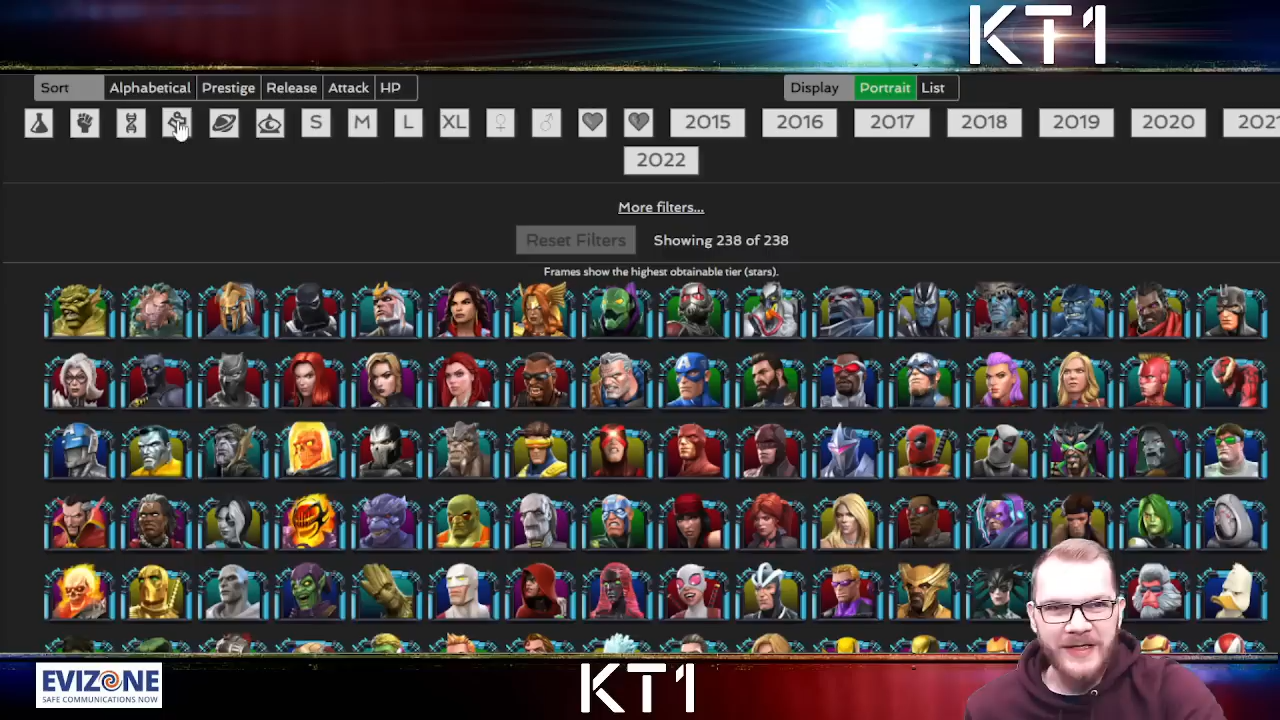 KT1
Sort Alphabetical Prestige Release Attack HP
Display Portrait List
S M L XL 2015 2016 2017 2018 2019 2020 202
2022
More filters...
Reset Filters Showing 238 of 238
Frames show the highest obtainable tier (stars).
EVIZONE
SAFE COMMUNICATIONS NOW
KT1